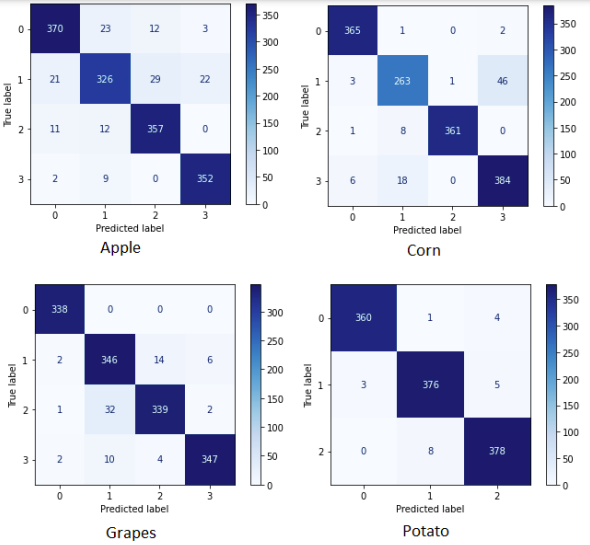 0 370 23 12 3
1 21 326 29 22
2 11 12 357 0
3 2 9 0 352
0 1 2 3
True label
Predicted label
350
300
250
200
150
100
50
0
Apple
0 365 1 0 2
1 3 263 1 46
2 1 8 361 0
3 6 18 0 384
0 1 2 3
True label
Predicted label
350
300
250
200
150
100
50
0
Corn
0 338 0 0 0
1 2 346 14 6
2 1 32 339 2
3 2 10 4 347
0 1 2 3
True label
Predicted label
300
250
200
150
100
50
0
Grapes
0 360 1 4
1 3 376 5
2 0 8 378
0 1 2
True label
Predicted label
350
300
250
200
150
100
50
0
Potato